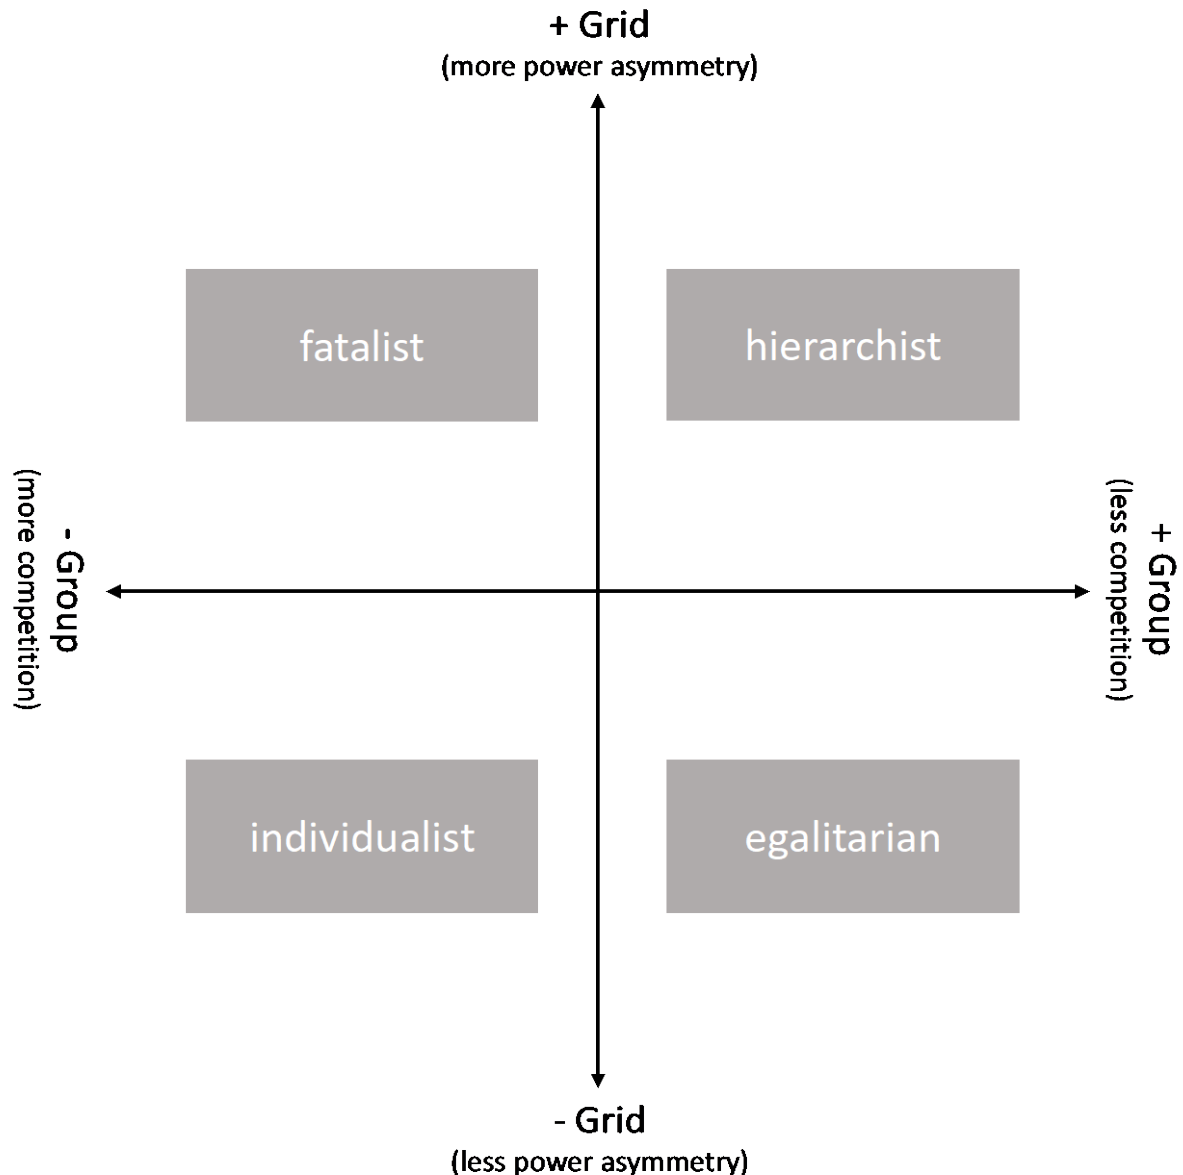 + Grid
(more power asymmetry)
fatalist
hierarchist
- Group
(more competition)
+ Group
(less competition)
individualist
egalitarian
- Grid
(less power asymmetry)